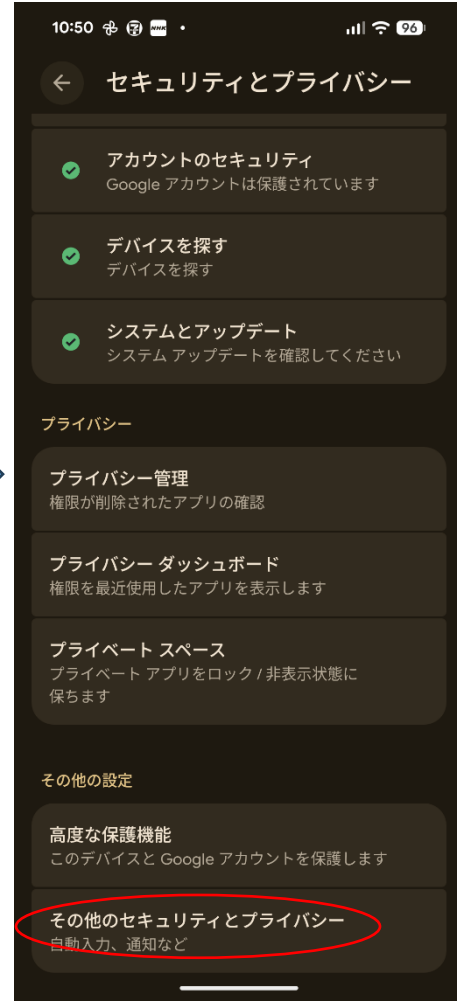 10:50 NHK 96
セキュリティとプライバシー
アカウントのセキュリティ
Google アカウントは保護されています
デバイスを探す
デバイスを探す
システムとアップデート
システム アップデートを確認してください
プライバシー
プライバシー管理
権限が削除されたアプリの確認
プライバシー ダッシュボード
権限を最近使用したアプリを表示します
プライベート スペース
プライベート アプリをロック / 非表示状態に
保ちます
その他の設定
高度な保護機能
このデバイスと Google アカウントを保護します
その他のセキュリティとプライバシー
自動入力、通知など